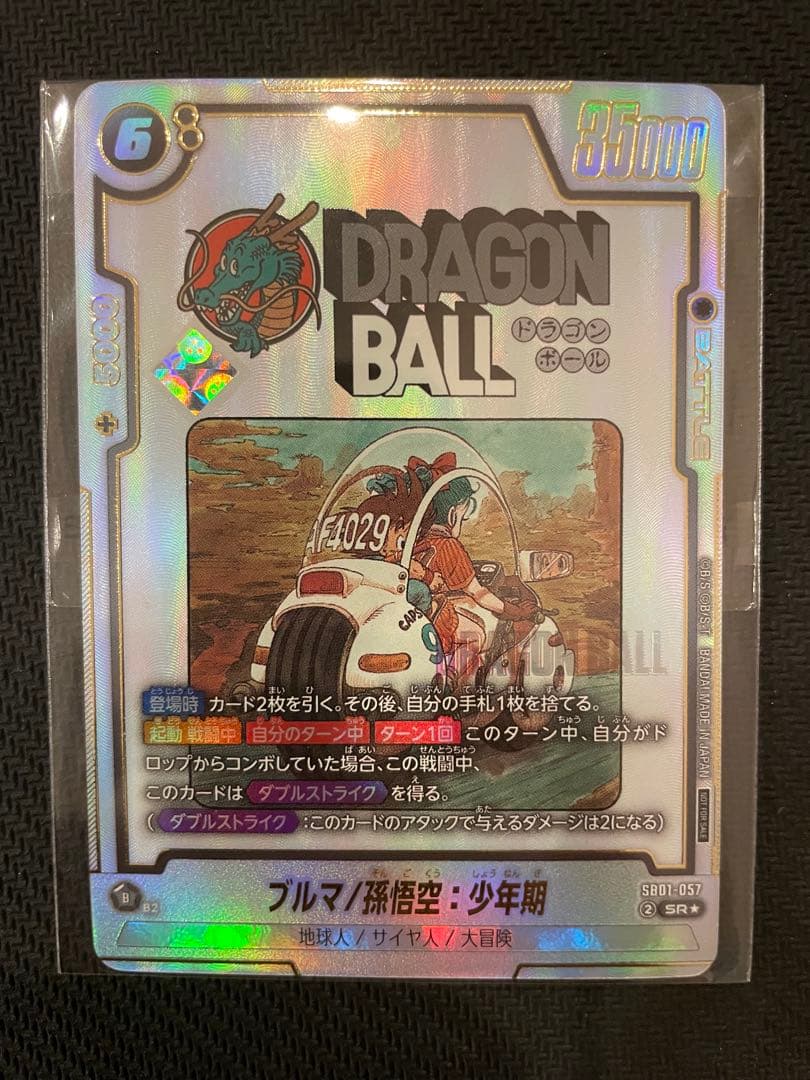 6
35000
DRAGON
BALL
ドラゴン
ボール
+ 5000
BATTLE
AF4029
CAPS
9
DRAGON BALL
登場時 カード2枚を引く。その後、自分の手札1枚を捨てる。
起動 戦闘中 自分のターン中 ターン1回 このターン中、自分がド
ロップからコンボしていた場合、この戦闘中、
このカードは ダブルストライク を得る。
( ダブルストライク :このカードのアタックで与えるダメージは2になる)
©B/S ©B/S・T BANDAI MADE IN JAPAN
NOT FOR SALE
B
B2
ブルマ/孫悟空:少年期
SB01-057
2 SR★
地球人 / サイヤ人 / 大冒険